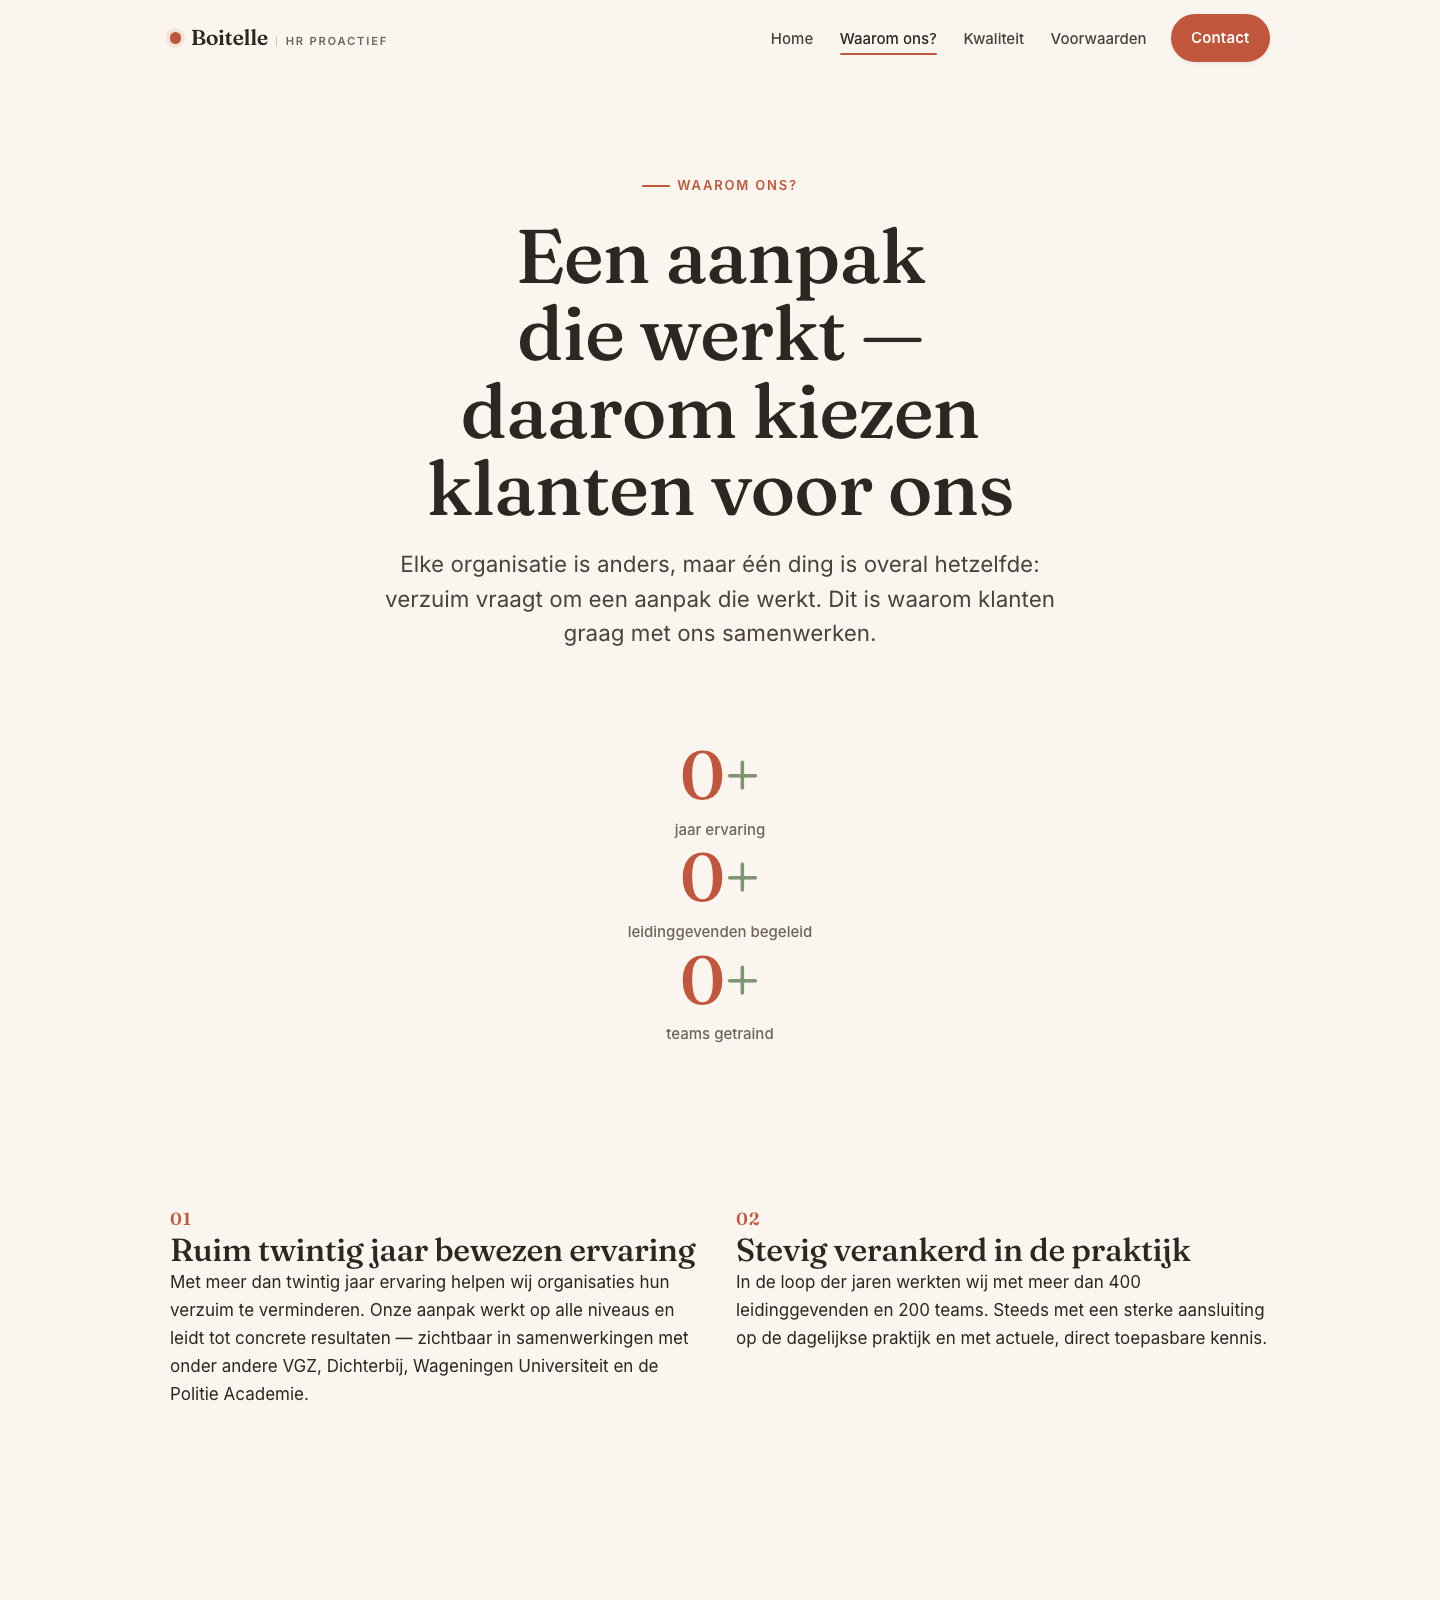 Boitelle | HR PROACTIEF
Home
Waarom ons?
Kwaliteit
Voorwaarden
Contact
WAAROM ONS?
Een aanpak
die werkt —
daarom kiezen
klanten voor ons
Elke organisatie is anders, maar één ding is overal hetzelfde:
verzuim vraagt om een aanpak die werkt. Dit is waarom klanten
graag met ons samenwerken.
0+
jaar ervaring
0+
leidinggevenden begeleid
0+
teams getraind
01
Ruim twintig jaar bewezen ervaring
Met meer dan twintig jaar ervaring helpen wij organisaties hun
verzuim te verminderen. Onze aanpak werkt op alle niveaus en
leidt tot concrete resultaten — zichtbaar in samenwerkingen met
onder andere VGZ, Dichterbij, Wageningen Universiteit en de
Politie Academie.
02
Stevig verankerd in de praktijk
In de loop der jaren werkten wij met meer dan 400
leidinggevenden en 200 teams. Steeds met een sterke aansluiting
op de dagelijkse praktijk en met actuele, direct toepasbare kennis.